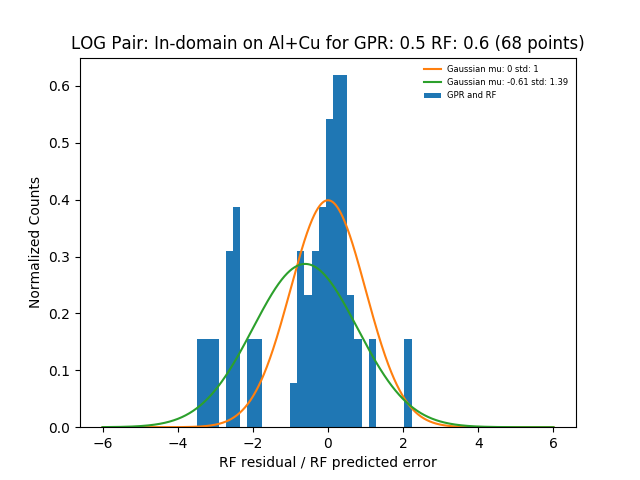 LOG Pair: In-domain on Al+Cu for GPR: 0.5 RF: 0.6 (68 points)
Gaussian mu: 0 std: 1
Gaussian mu: -0.61 std: 1.39
GPR and RF
Normalized Counts
0.6
0.5
0.4
0.3
0.2
0.1
0.0
−6 −4 −2 0 2 4 6
RF residual / RF predicted error